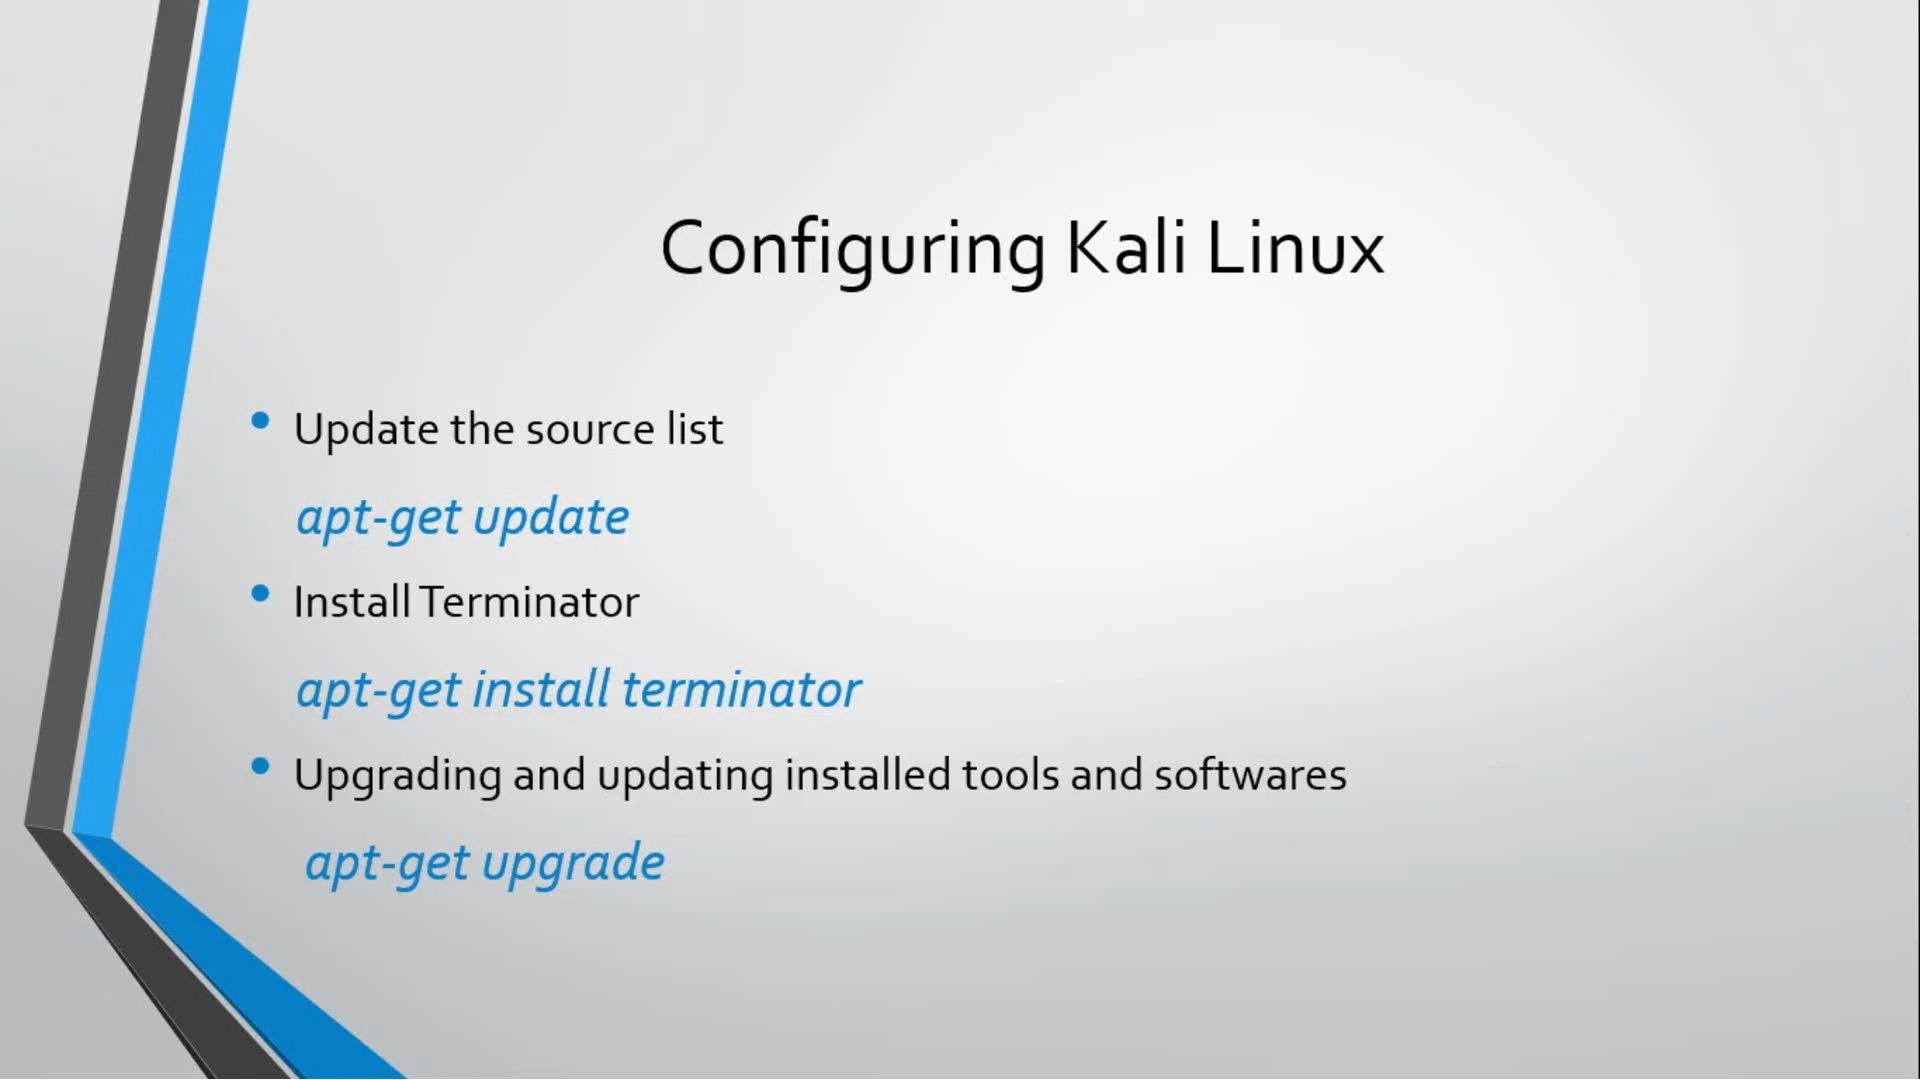 Configuring Kali Linux
• Update the source list
apt-get update
• Install Terminator
apt-get install terminator
• Upgrading and updating installed tools and softwares
apt-get upgrade